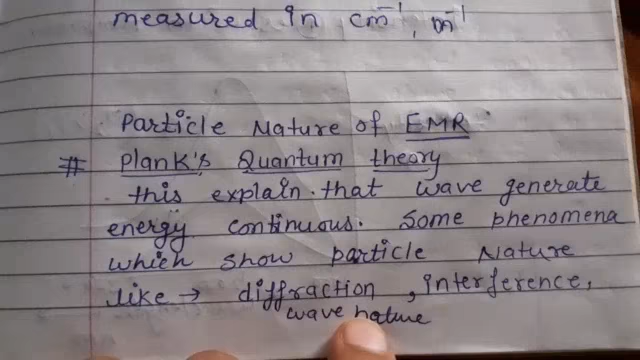 measured in cm⁻¹, m⁻¹
Particle Nature of EMR
# Plank's Quantum theory
this explain that wave generate
energy continuous. Some phenomena
which show particle Nature
like → diffraction, interference,
wave nature